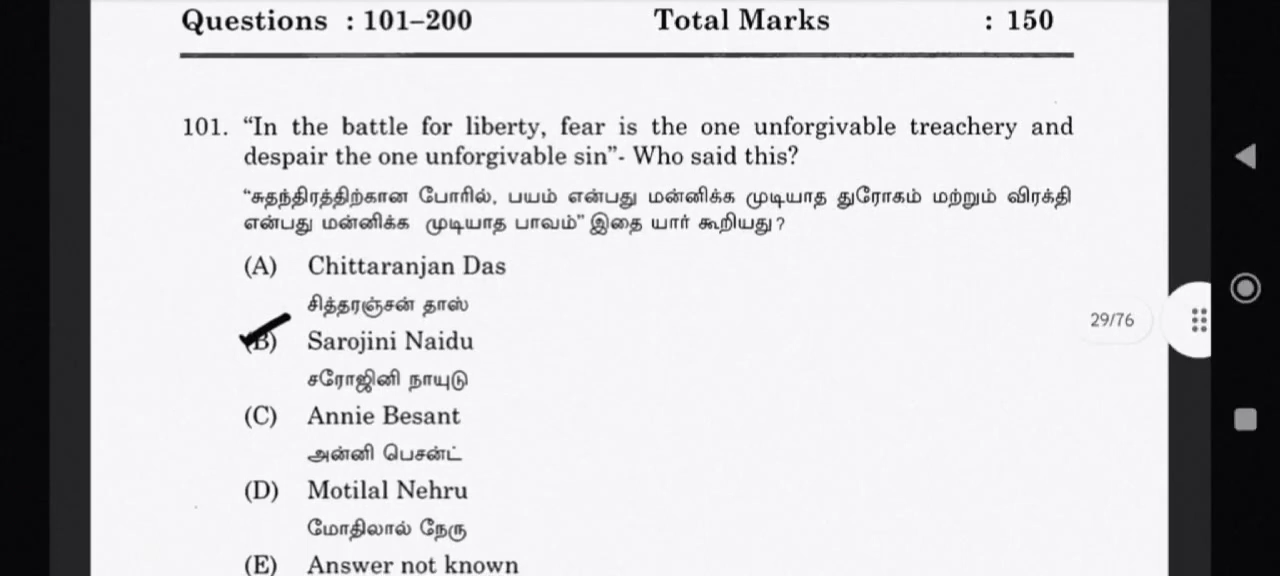 Questions : 101–200 Total Marks : 150
101. “In the battle for liberty, fear is the one unforgivable treachery and
despair the one unforgivable sin”- Who said this?
“சுதந்திரத்திற்கான போரில், பயம் என்பது மன்னிக்க முடியாத துரோகம் மற்றும் விரக்தி
என்பது மன்னிக்க முடியாத பாவம்” இதை யார் கூறியது?
(A) Chittaranjan Das
சித்தரஞ்சன் தாஸ்
(B) Sarojini Naidu
சரோஜினி நாயுடு
(C) Annie Besant
அன்னி பெசன்ட்
(D) Motilal Nehru
மோதிலால் நேரு
(E) Answer not known
29/76